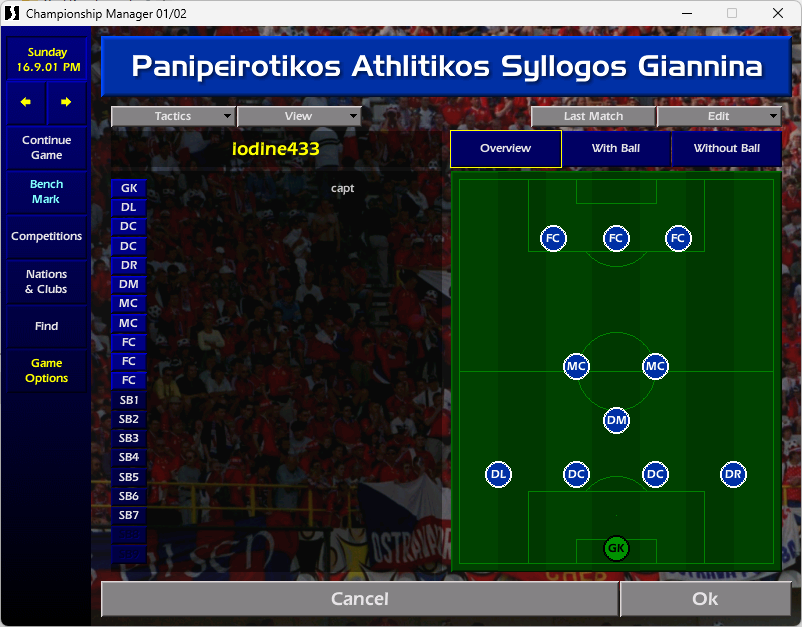 Championship Manager 01/02
Sunday
16.9.01 PM
Continue
Game
Bench
Mark
Competitions
Nations
& Clubs
Find
Game
Options
Panipeirotikos Athlitikos Syllogos Giannina
Tactics
View
Last Match
Edit
iodine433
Overview
With Ball
Without Ball
GK capt
DL
DC
DC
DR
DM
MC
MC
FC
FC
FC
SB1
SB2
SB3
SB4
SB5
SB6
SB7
FC FC FC
MC MC
DM
DL DC DC DR
GK
OSTRAVA
Cancel
Ok